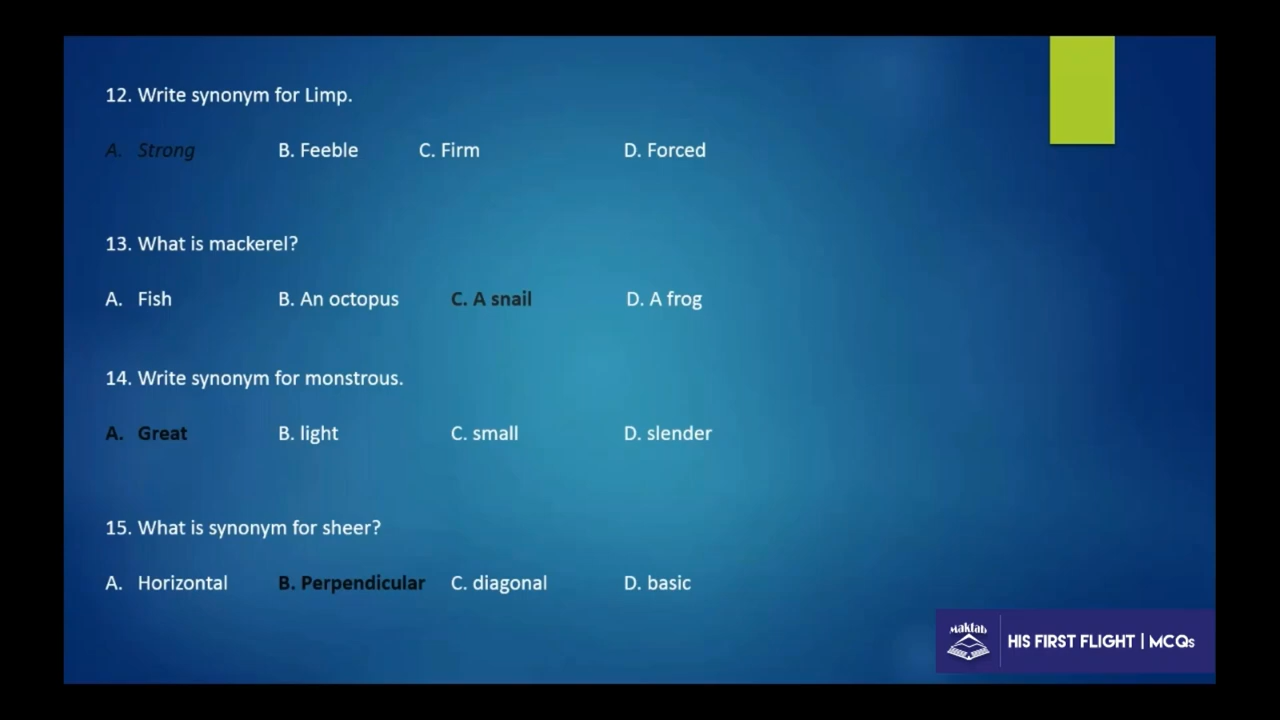 12. Write synonym for Limp.
A. Strong B. Feeble C. Firm D. Forced
13. What is mackerel?
A. Fish B. An octopus C. A snail D. A frog
14. Write synonym for monstrous.
A. Great B. light C. small D. slender
15. What is synonym for sheer?
A. Horizontal B. Perpendicular C. diagonal D. basic
Maktab
HIS FIRST FLIGHT | MCQs